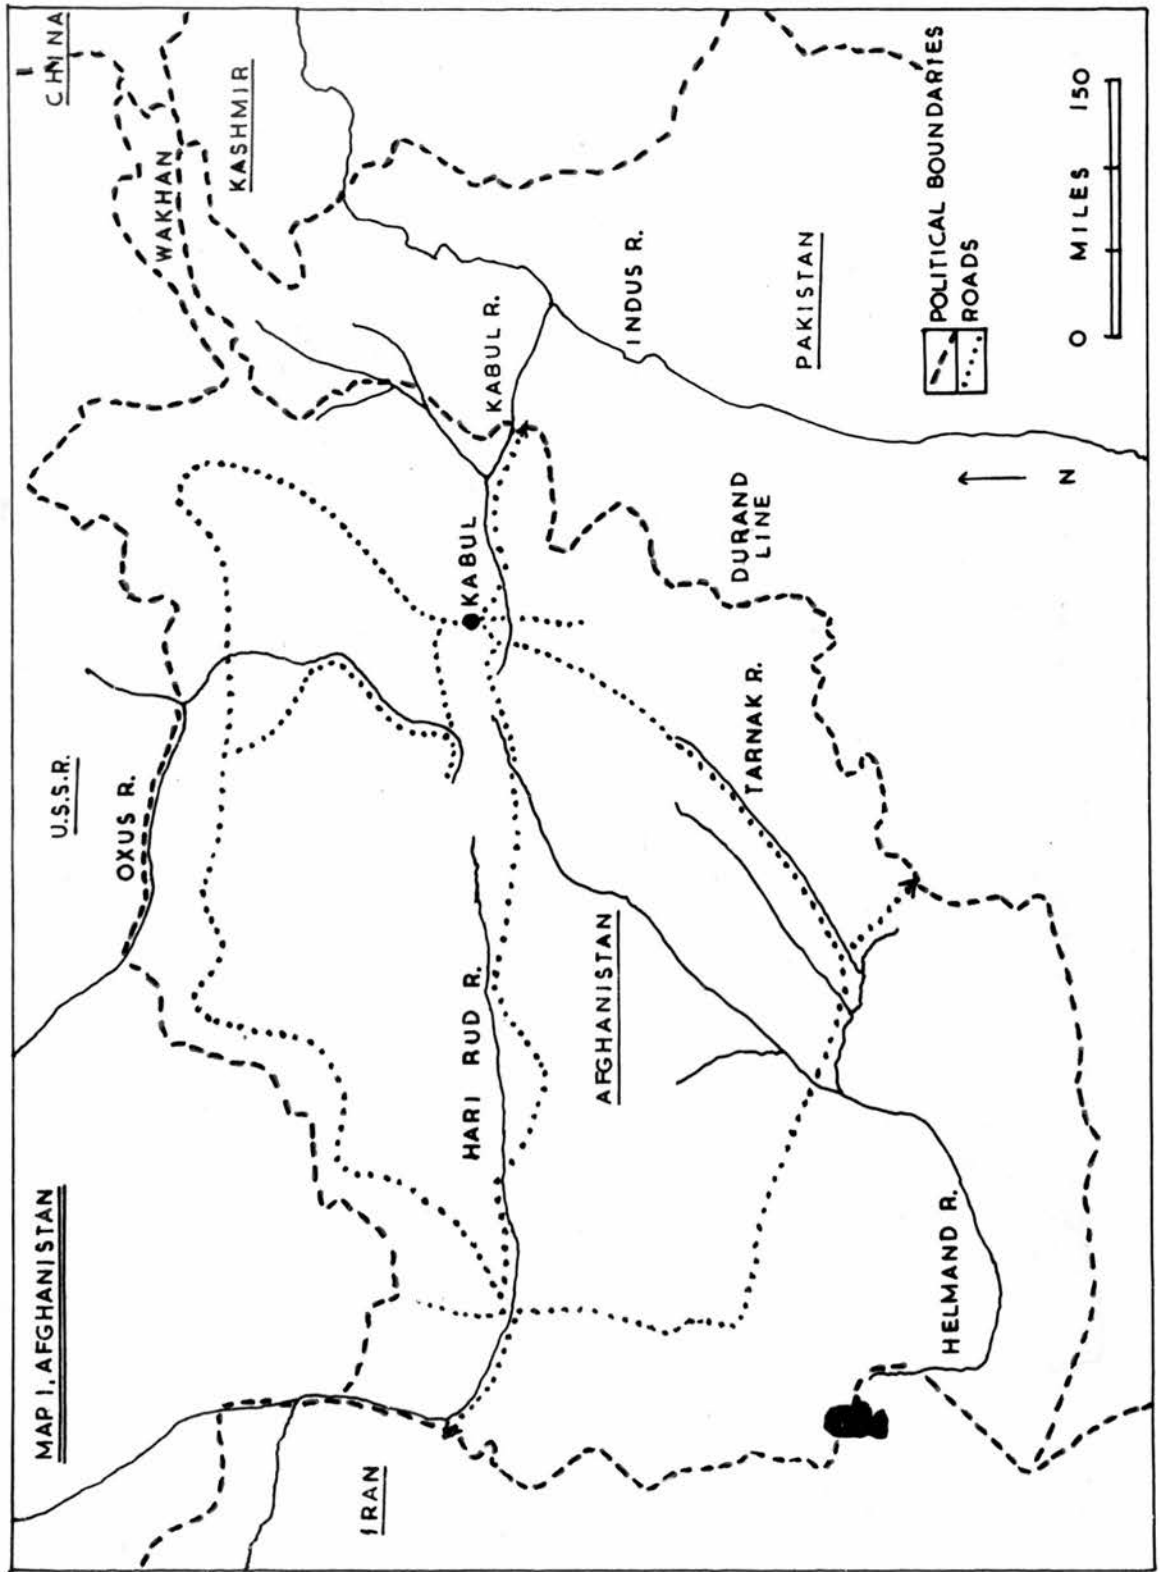 MAP I, AFGHANISTAN
U.S.S.R.
CHINA
OXUS R.
WAKHAN
KASHMIR
IRAN
HARI RUD R.
KABUL
KABUL R.
AFGHANISTAN
INDUS R.
TARNAK R.
DURAND
LINE
PAKISTAN
HELMAND R.
POLITICAL BOUNDARIES
ROADS
N
0 MILES 150